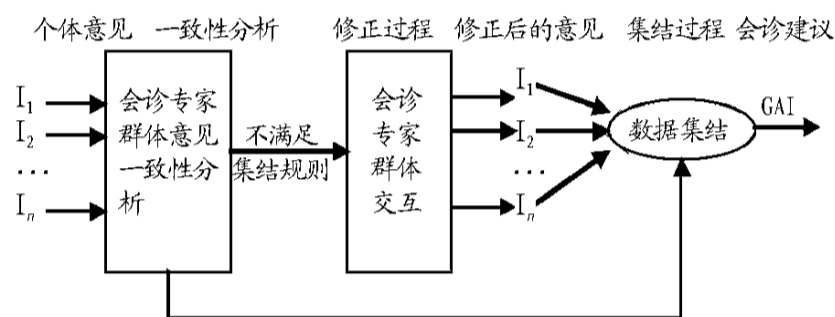 个体意见 一致性分析 修正过程 修正后的意见 集结过程 会诊建议
I1
I2
...
In
会诊专家
群体意见
一致性分
析
不满足
集结规则
会诊
专家
群体
交互
I1
I2
...
In
数据集结
GAI